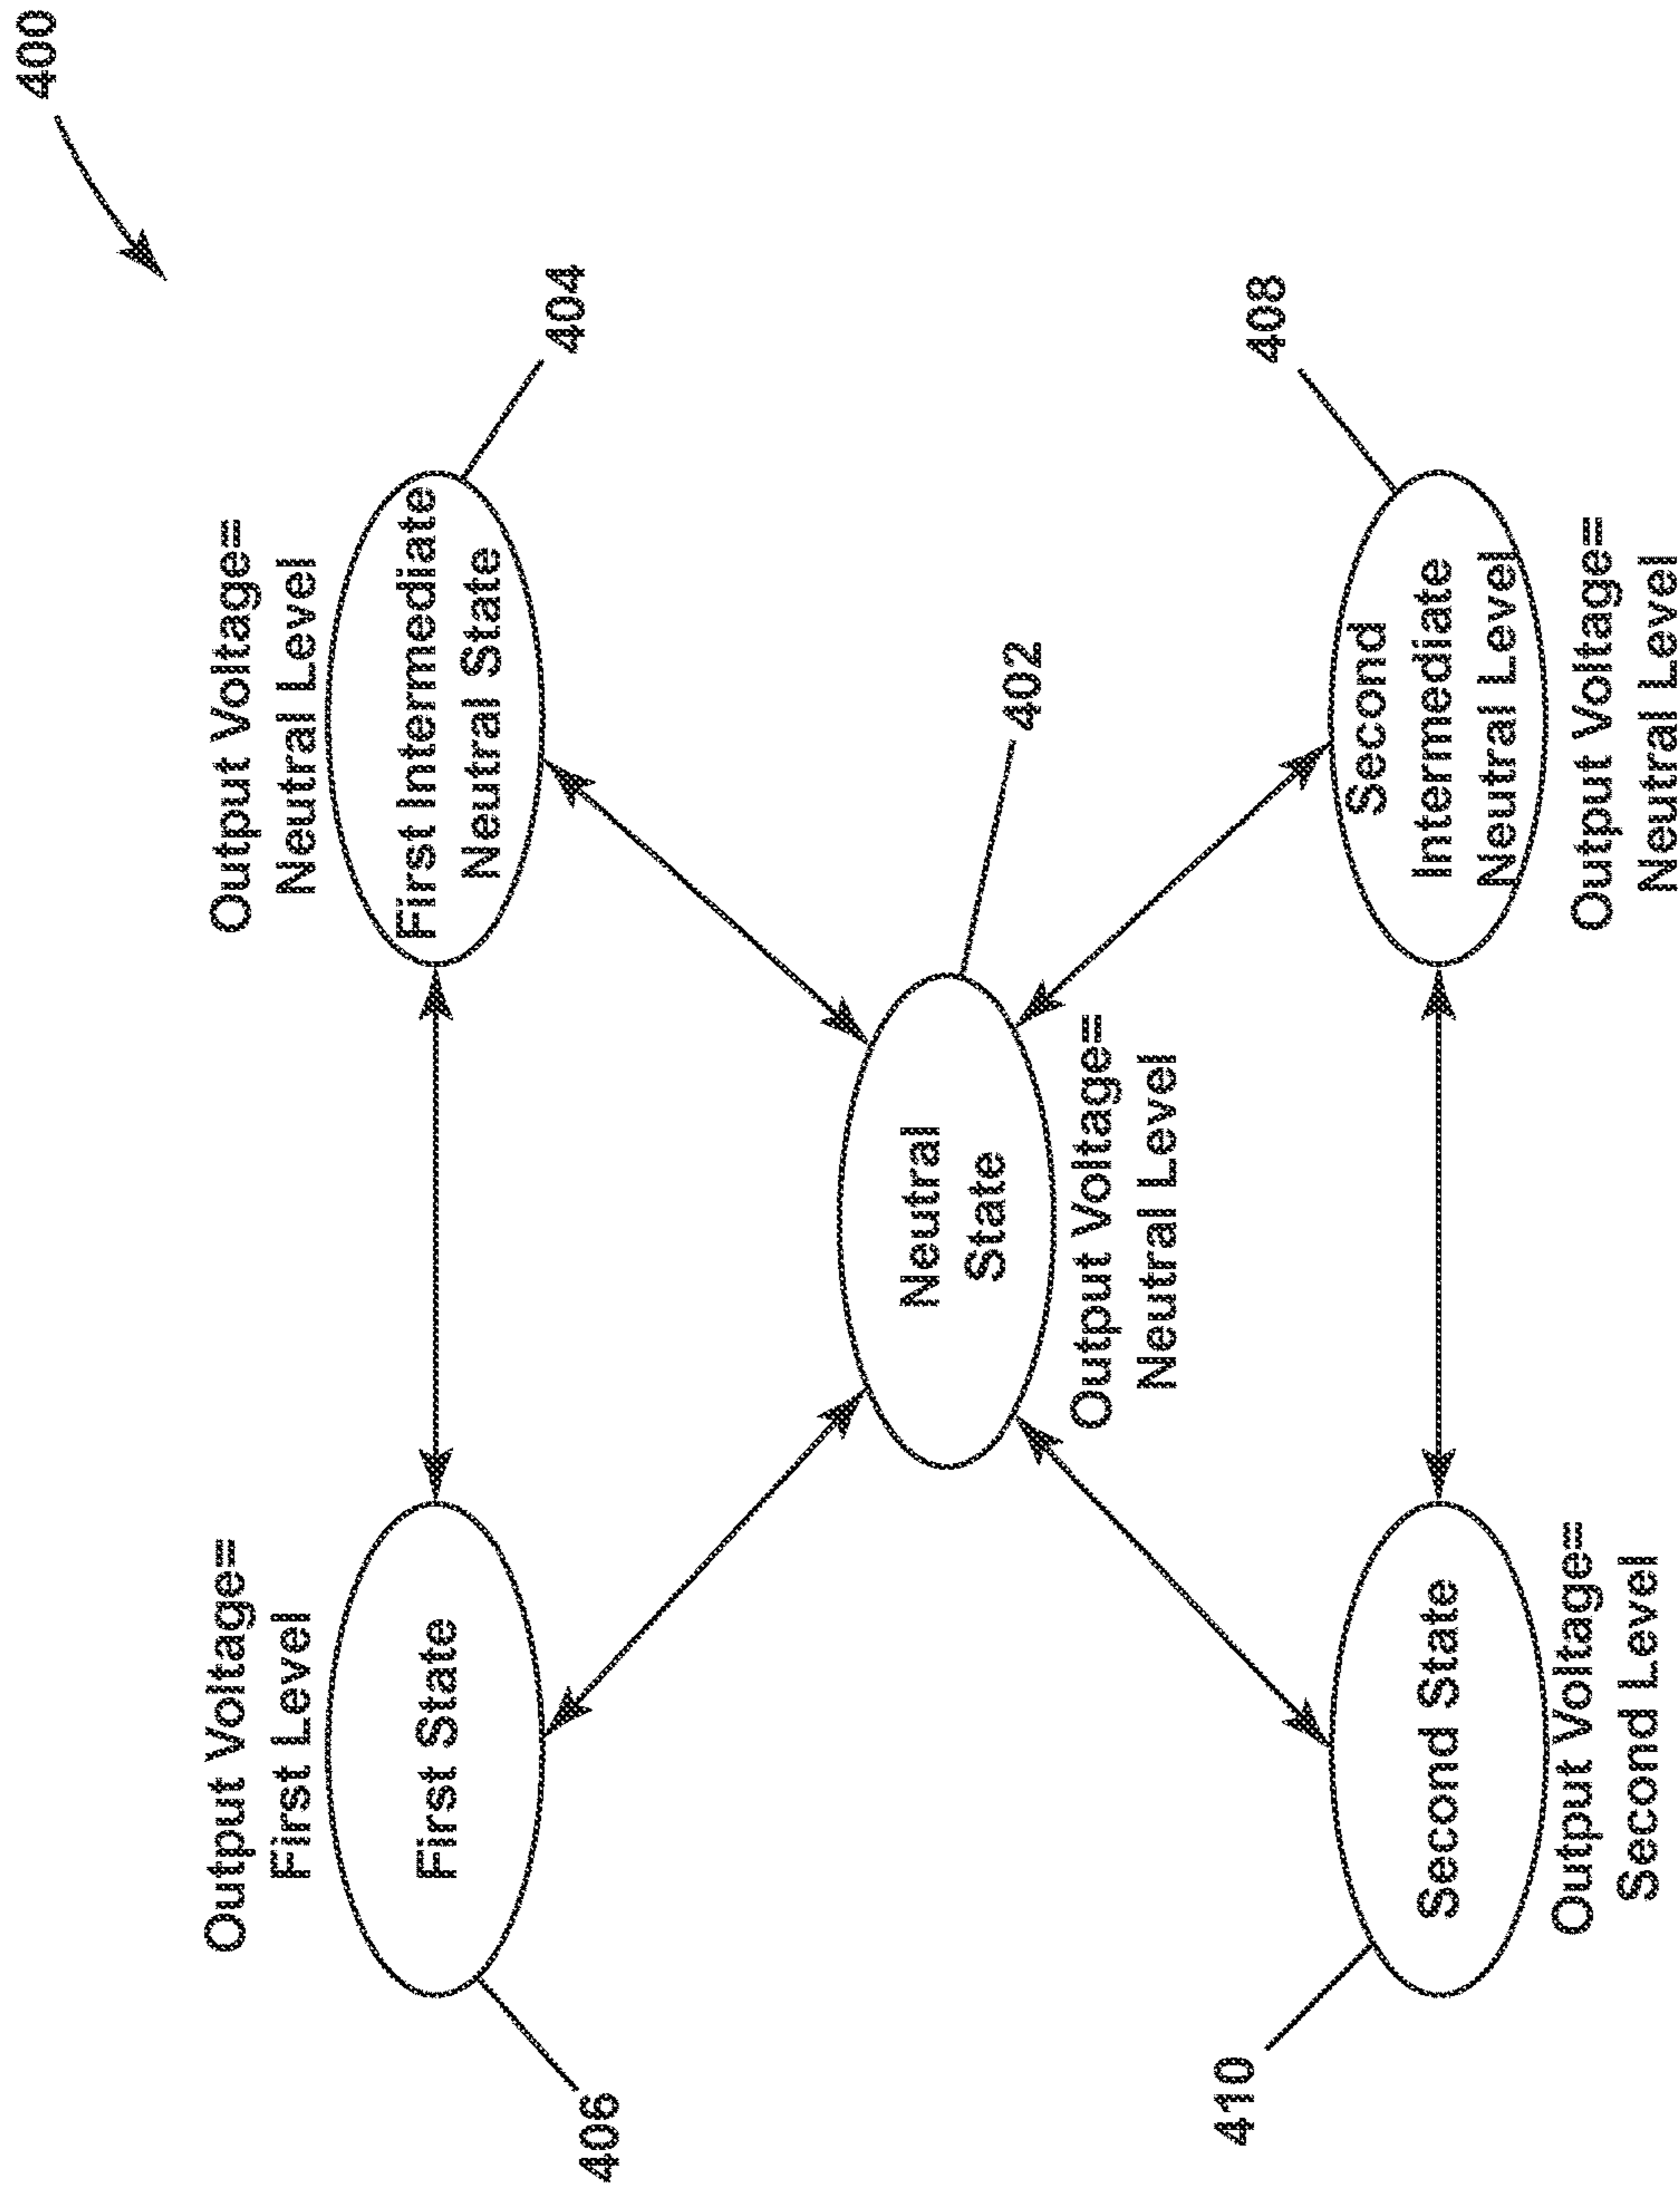 400
Output Voltage=
First Level
First State
406
Output Voltage=
Neutral Level
First Intermediate
Neutral State
404
Neutral
State
402
Output Voltage=
Neutral Level
410
Second State
Output Voltage=
Second Level
408
Second
Intermediate
Neutral Level
Output Voltage=
Neutral Level